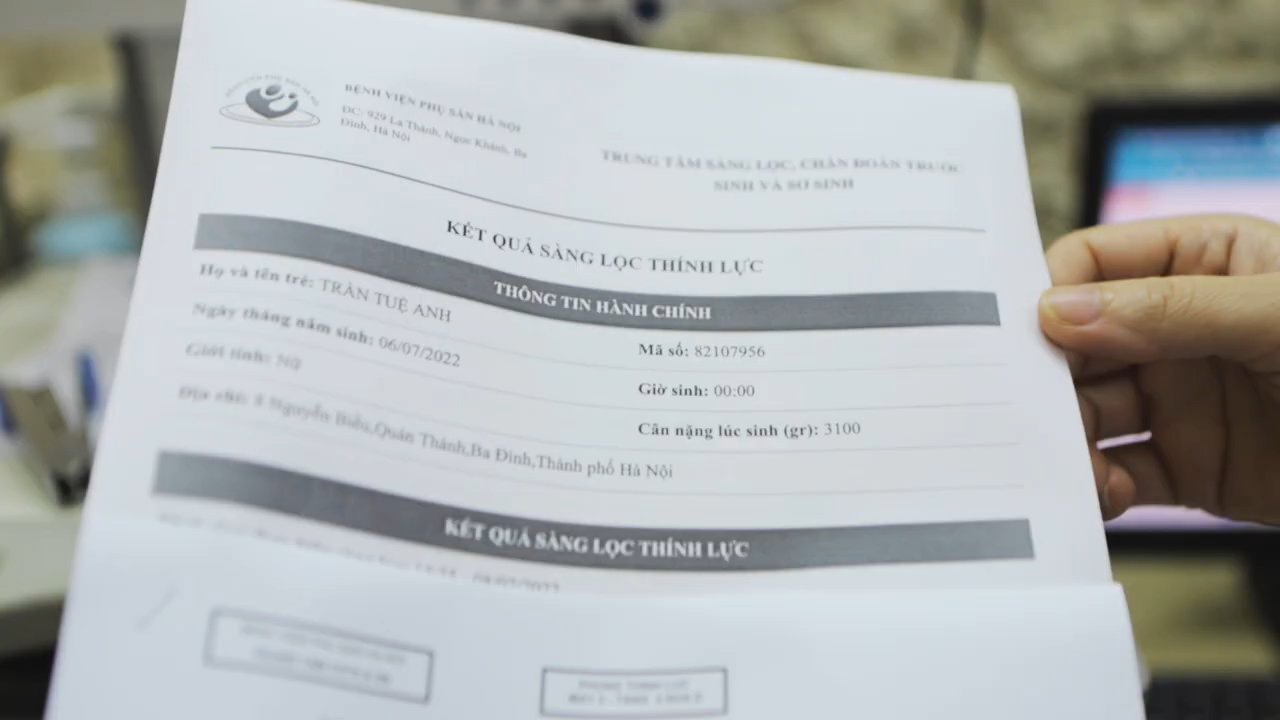 BỆNH VIỆN PHỤ SẢN HÀ NỘI
ĐC: 929 La Thành, Ngọc Khánh, Ba
Đình, Hà Nội
TRUNG TÂM SÀNG LỌC, CHẨN ĐOÁN TRƯỚC
SINH VÀ SƠ SINH
KẾT QUẢ SÀNG LỌC THÍNH LỰC
THÔNG TIN HÀNH CHÍNH
Họ và tên trẻ: TRẦN TUỆ ANH
Mã số: 82107956
Ngày tháng năm sinh: 06/07/2022
Giờ sinh: 00:00
Giới tính: Nữ
Cân nặng lúc sinh (gr): 3100
Địa chỉ: Nguyễn Biểu,Quán Thánh,Ba Đình,Thành phố Hà Nội
KẾT QUẢ SÀNG LỌC THÍNH LỰC